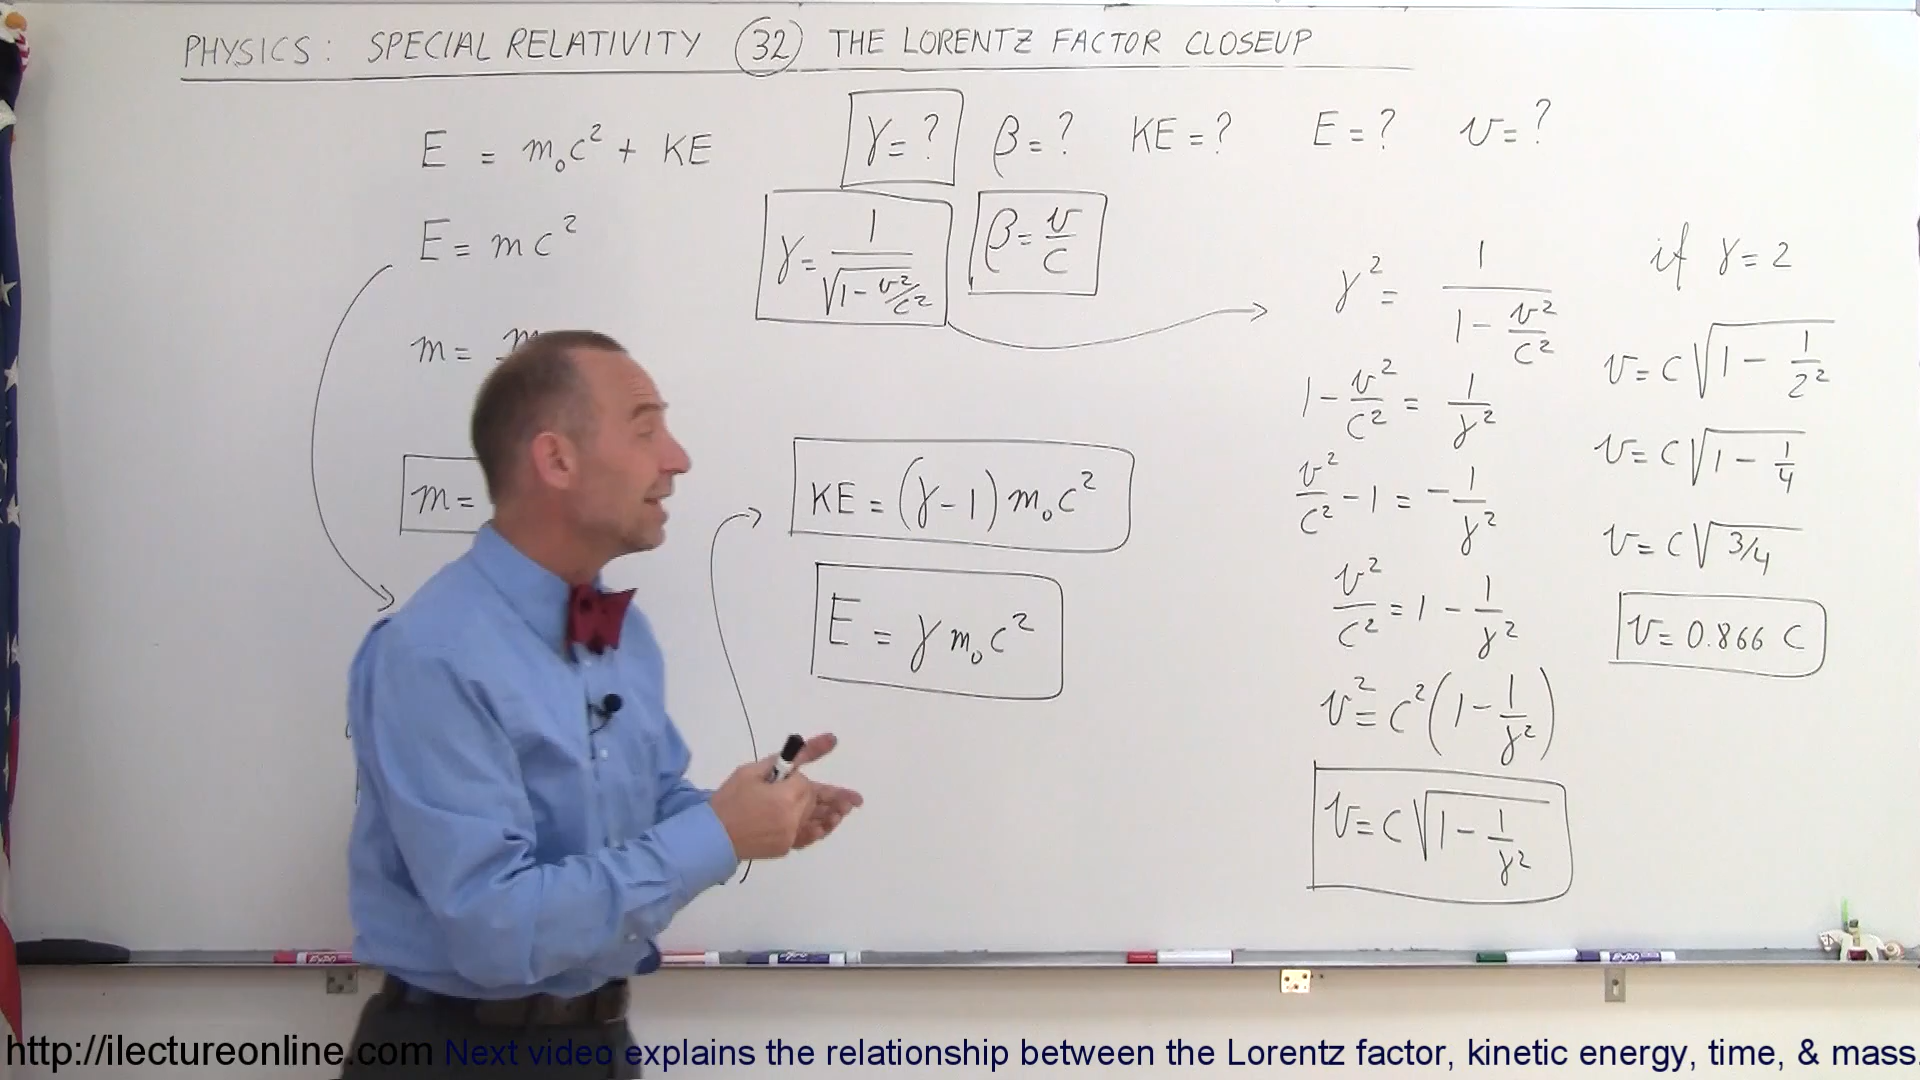 PHYSICS: SPECIAL RELATIVITY (32) THE LORENTZ FACTOR CLOSEUP
E = m₀c² + KE
E = mc²
m = m
m =
γ = ? β = ? KE = ? E = ? v = ?
γ = 1/√(1 - v²/c²) β = v/c
KE = (γ - 1) m₀c²
E = γ m₀c²
γ² = 1/(1 - v²/c²)
1 - v²/c² = 1/γ²
v²/c² - 1 = - 1/γ²
v²/c² = 1 - 1/γ²
v² = c² (1 - 1/γ²)
v = c √(1 - 1/γ²)
if γ = 2
v = c √(1 - 1/2²)
v = c √(1 - 1/4)
v = c √(3/4)
v = 0.866 c
EXPO
EXPO
http://ilectureonline.com Next video explains the relationship between the Lorentz factor, kinetic energy, time, & mass.